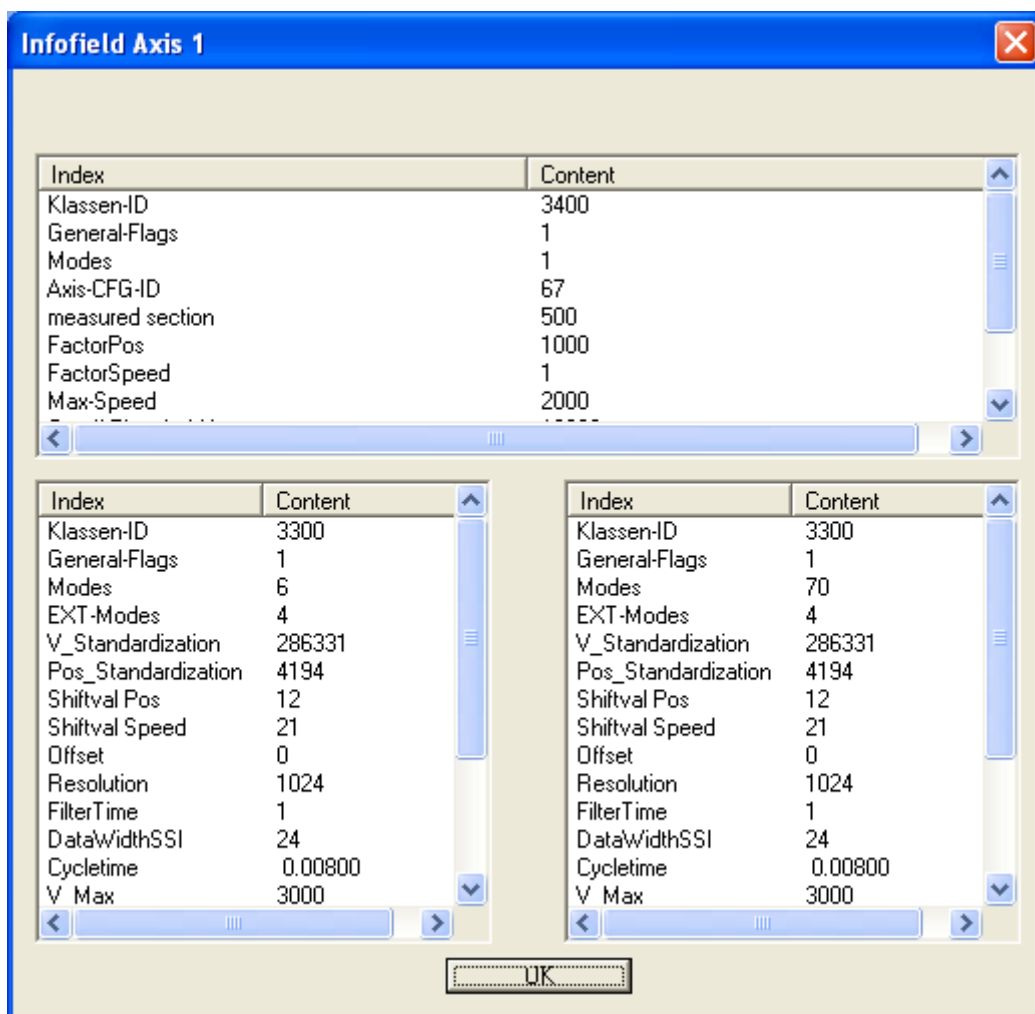 Infofield Axis 1
Index Content
Klassen-ID 3400
General-Flags 1
Modes 1
Axis-CFG-ID 67
measured section 500
FactorPos 1000
FactorSpeed 1
Max-Speed 2000
Index Content
Klassen-ID 3300
General-Flags 1
Modes 6
EXT-Modes 4
V_Standardization 286331
Pos_Standardization 4194
Shiftval Pos 12
Shiftval Speed 21
Offset 0
Resolution 1024
FilterTime 1
DataWidthSSI 24
Cycletime 0.00800
V_Max 3000
Index Content
Klassen-ID 3300
General-Flags 1
Modes 70
EXT-Modes 4
V_Standardization 286331
Pos_Standardization 4194
Shiftval Pos 12
Shiftval Speed 21
Offset 0
Resolution 1024
FilterTime 1
DataWidthSSI 24
Cycletime 0.00800
V_Max 3000
OK